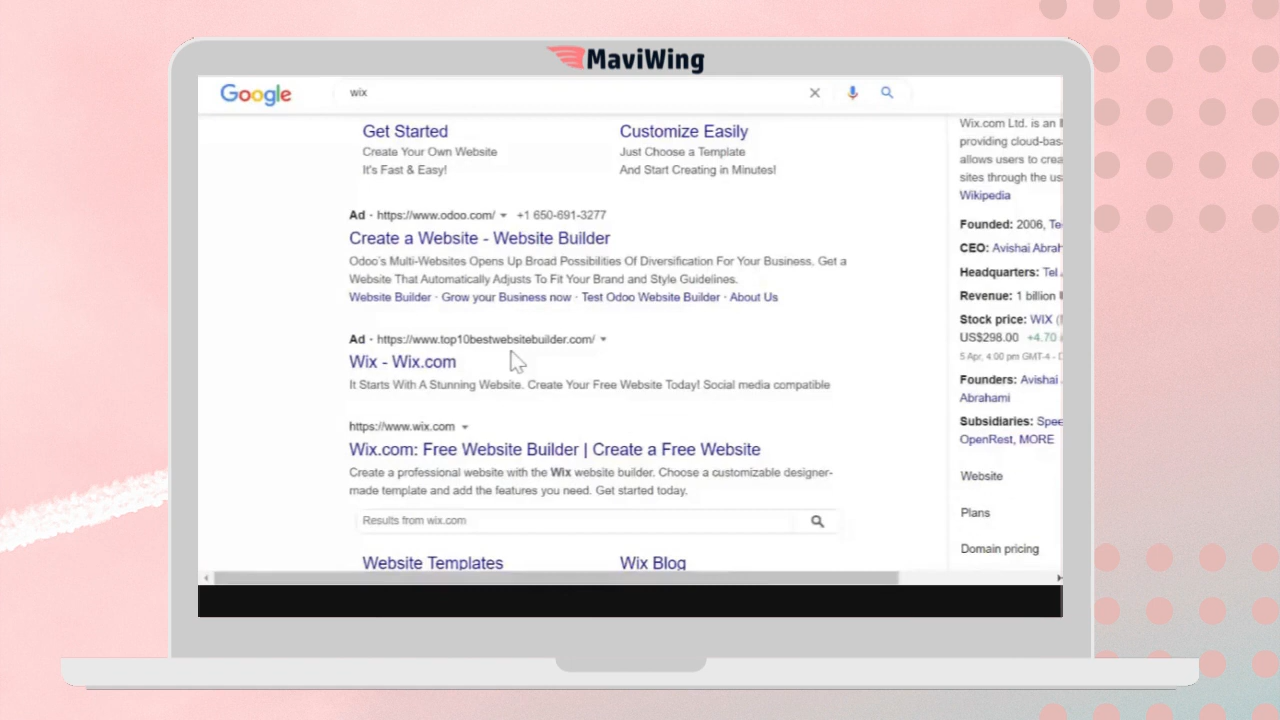 MaviWing
Google
wix
Get Started
Create Your Own Website
It's Fast & Easy!
Customize Easily
Just Choose a Template
And Start Creating in Minutes!
Ad · https://www.odoo.com/ +1 650-691-3277
Create a Website - Website Builder
Odoo's Multi-Websites Opens Up Broad Possibilities Of Diversification For Your Business. Get a
Website That Automatically Adjusts To Fit Your Brand and Style Guidelines.
Website Builder · Grow your Business now · Test Odoo Website Builder · About Us
Ad · https://www.top10bestwebsitebuilder.com/
Wix - Wix.com
It Starts With A Stunning Website. Create Your Free Website Today! Social media compatible
https://www.wix.com
Wix.com: Free Website Builder | Create a Free Website
Create a professional website with the Wix website builder. Choose a customizable designer-
made template and add the features you need. Get started today.
Results from wix.com
Website Templates
Wix Blog
Wix.com Ltd. is an
providing cloud-bas
allows users to crea
sites through the us
Wikipedia
Founded: 2006, Te
CEO: Avishai Abrah
Headquarters: Tel
Revenue: 1 billion
Stock price: WIX (
US$298.00 +4.70
5 Apr, 4:00 pm GMT-4 -
Founders: Avishai
Abrahami
Subsidiaries: Spee
OpenRest, MORE
Website
Plans
Domain pricing